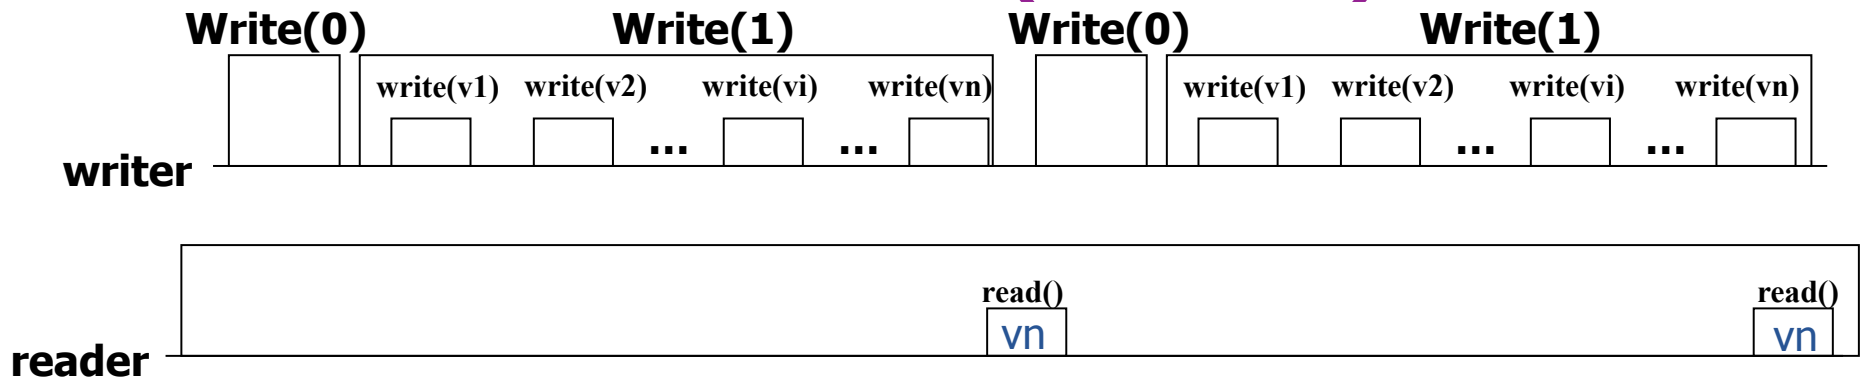 Write(0) Write(1) Write(0) Write(1)
write(v1) write(v2) write(vi) write(vn) write(v1) write(v2) write(vi) write(vn)
... ... ... ...
writer
read() read()
vn vn
reader